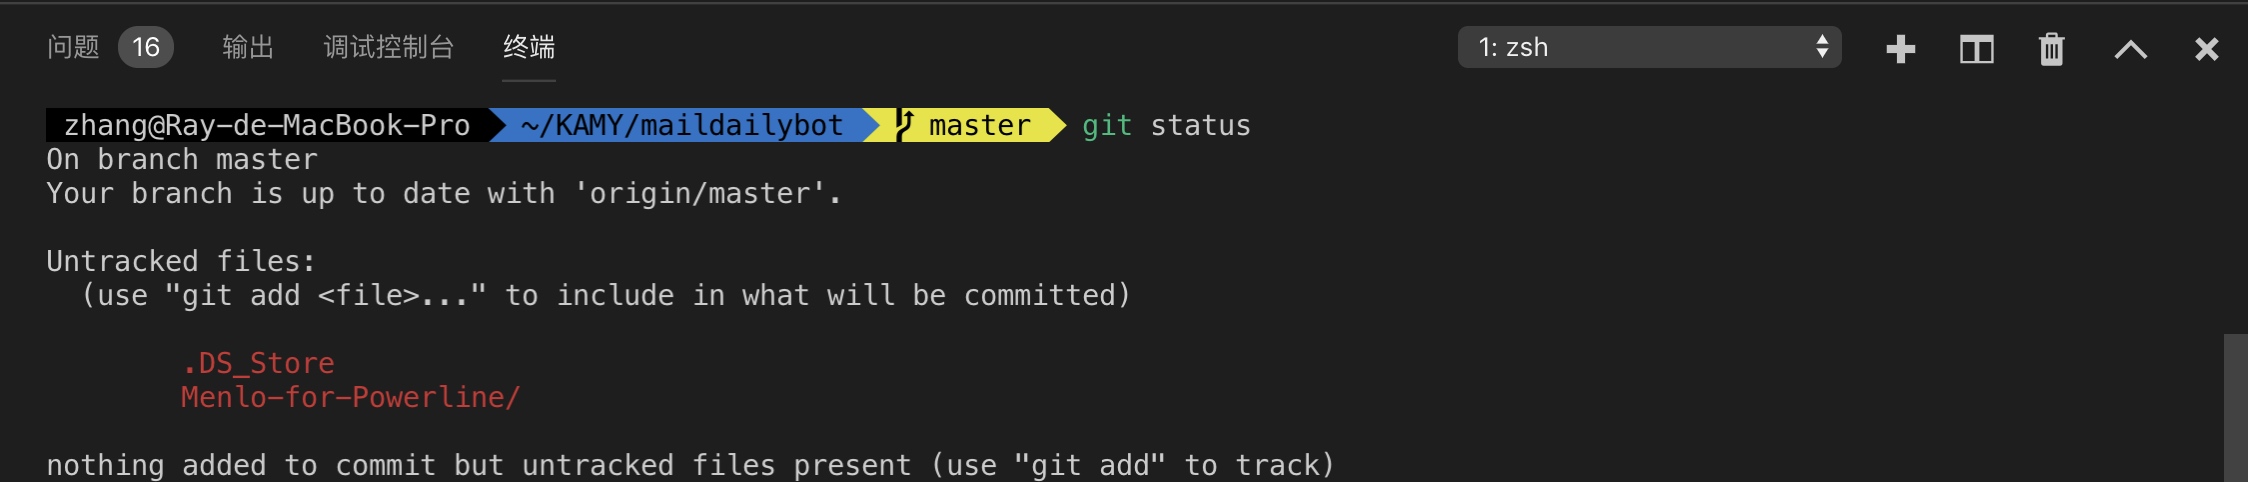 问题 16 输出 调试控制台 终端 1: zsh
zhang@Ray-de-MacBook-Pro ~/KAMY/maildailybot master git status
On branch master
Your branch is up to date with 'origin/master'.
Untracked files:
(use "git add <file>..." to include in what will be committed)
.DS_Store
Menlo-for-Powerline/
nothing added to commit but untracked files present (use "git add" to track)